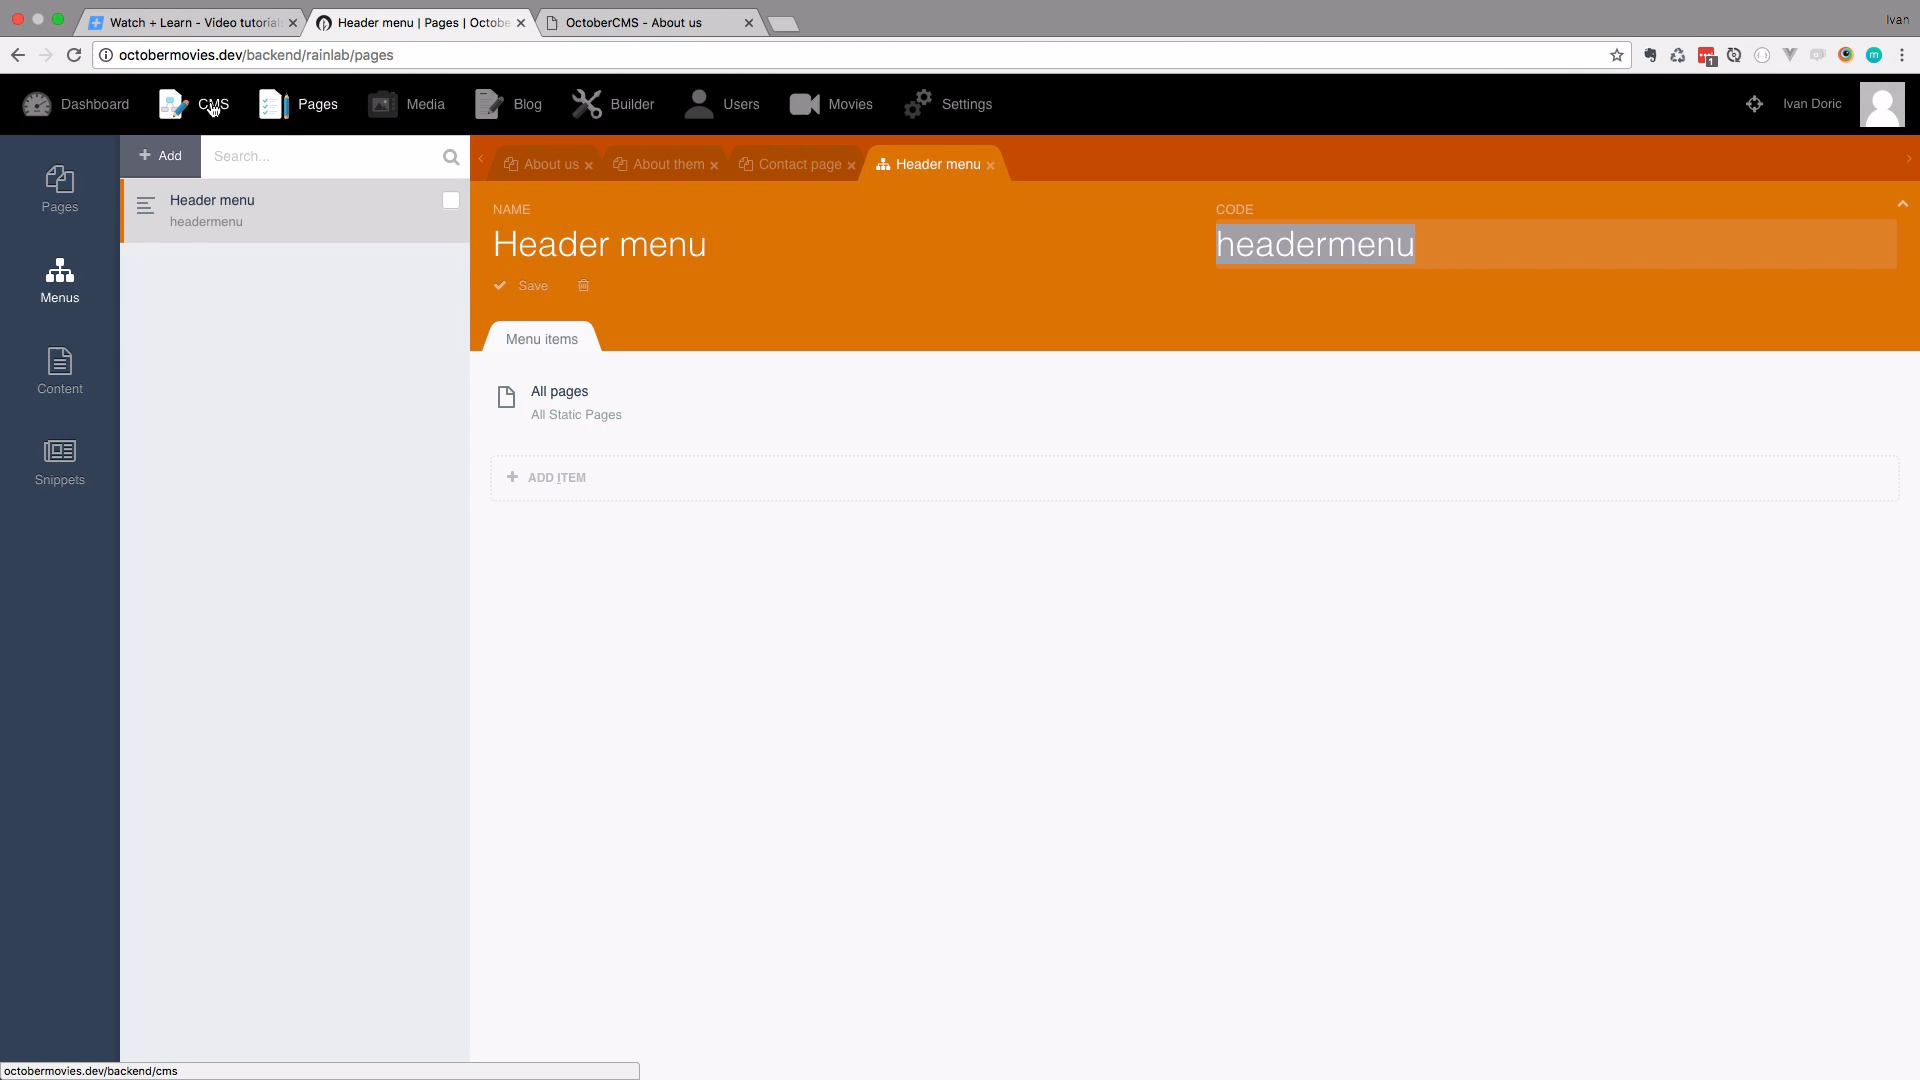 Watch + Learn - Video tutorials
Header menu | Pages | Octobe
OctoberCMS - About us
Ivan
octobermovies.dev/backend/rainlab/pages
1
m
Dashboard
CMS
Pages
Media
Blog
Builder
Users
Movies
Settings
Ivan Doric
Add
Search...
About us
About them
Contact page
Header menu
Pages
Menus
Content
Snippets
Header menu
headermenu
NAME
Header menu
CODE
headermenu
Save
Menu items
All pages
All Static Pages
ADD ITEM
octobermovies.dev/backend/cms